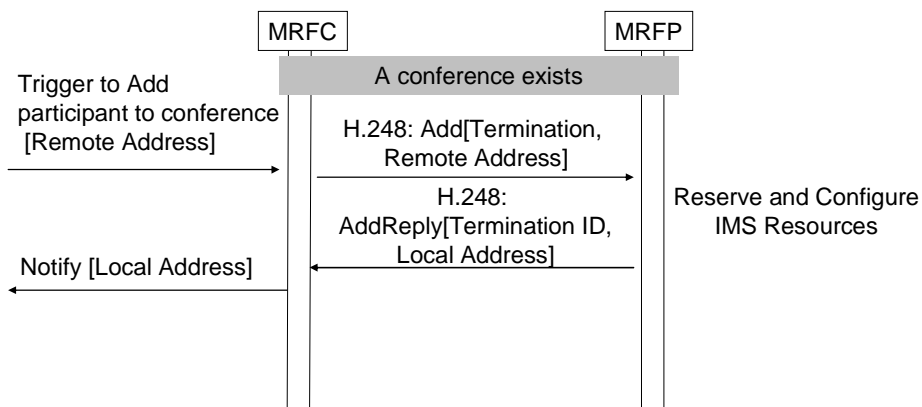 MRFC
MRFP
A conference exists
Trigger to Add
participant to conference
[Remote Address]
H.248: Add[Termination,
Remote Address]
H.248:
AddReply[Termination ID,
Local Address]
Reserve and Configure
IMS Resources
Notify [Local Address]